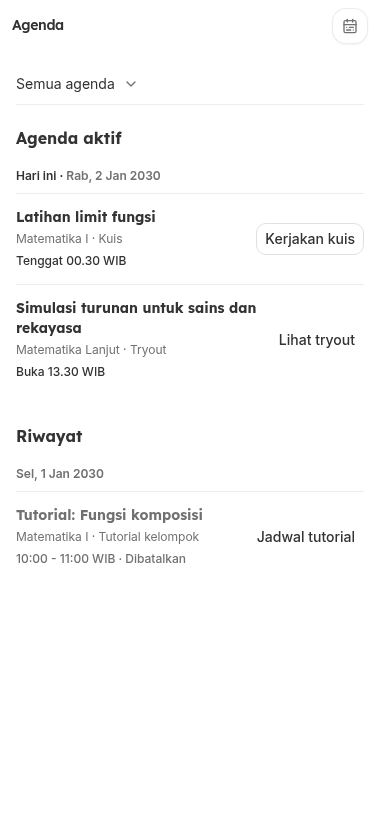 Agenda
Semua agenda
Agenda aktif
Hari ini · Rab, 2 Jan 2030
Latihan limit fungsi
Matematika I · Kuis
Tenggat 00.30 WIB
Kerjakan kuis
Simulasi turunan untuk sains dan
rekayasa
Matematika Lanjut · Tryout
Buka 13.30 WIB
Lihat tryout
Riwayat
Sel, 1 Jan 2030
Tutorial: Fungsi komposisi
Matematika I · Tutorial kelompok
10:00 - 11:00 WIB · Dibatalkan
Jadwal tutorial